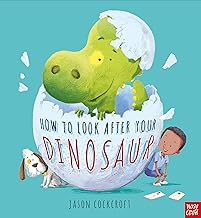 HOW TO LOOK AFTER YOUR
DINOSAUR
JASON COCKCROFT
NOSY
CROW